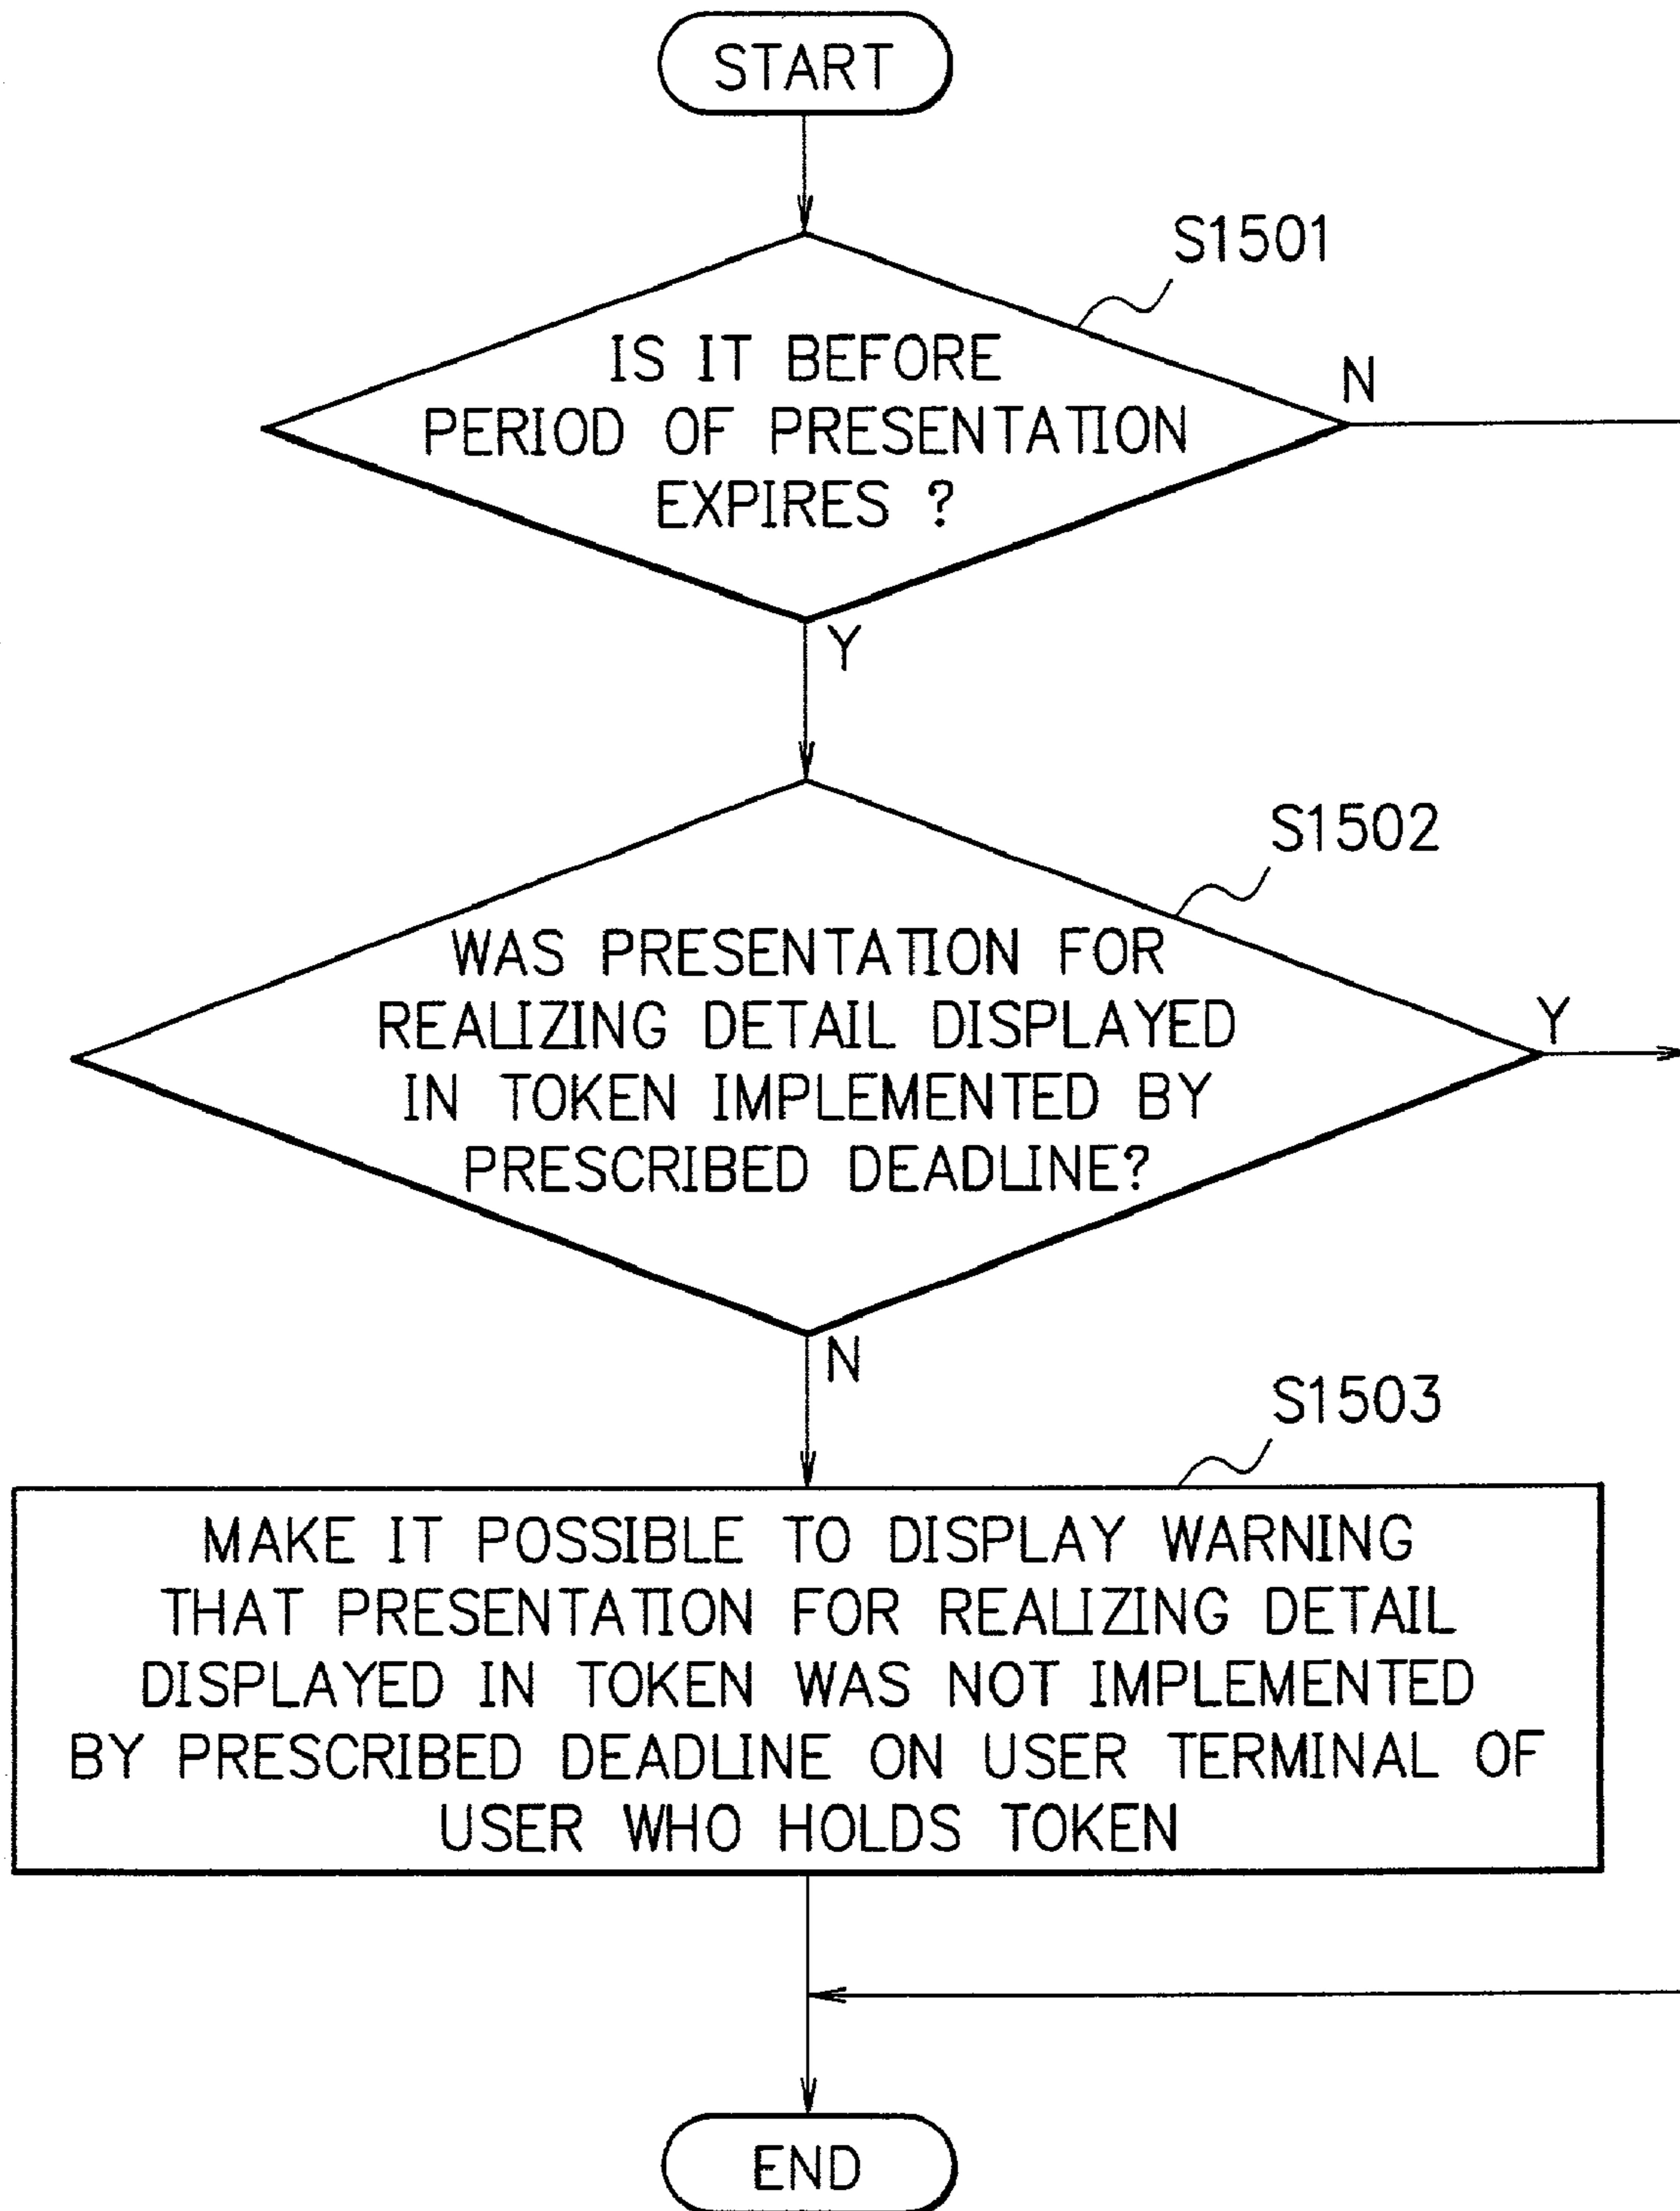 START
S1501
IS IT BEFORE
PERIOD OF PRESENTATION
EXPIRES ?
N
Y
S1502
WAS PRESENTATION FOR
REALIZING DETAIL DISPLAYED
IN TOKEN IMPLEMENTED BY
PRESCRIBED DEADLINE?
Y
N
S1503
MAKE IT POSSIBLE TO DISPLAY WARNING
THAT PRESENTATION FOR REALIZING DETAIL
DISPLAYED IN TOKEN WAS NOT IMPLEMENTED
BY PRESCRIBED DEADLINE ON USER TERMINAL OF
USER WHO HOLDS TOKEN
END